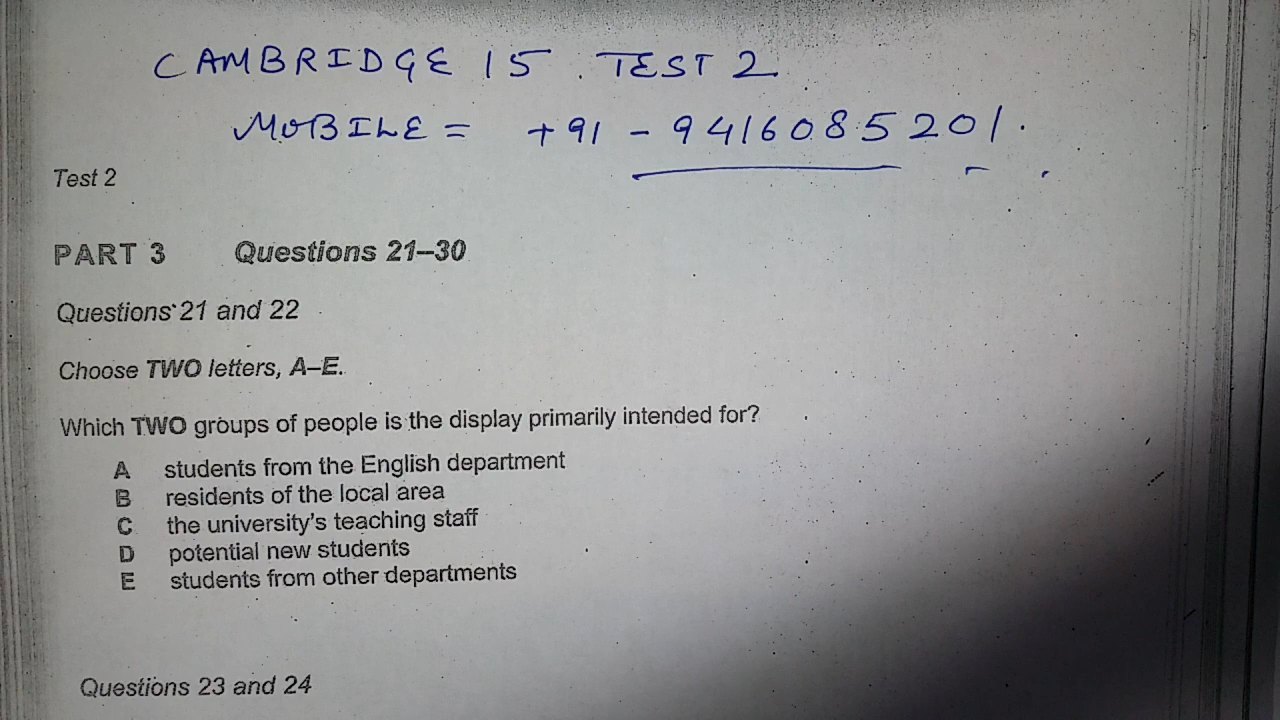 CAMBRIDGE 15. TEST 2.
MOBILE = +91 - 9416085201.
Test 2
PART 3 Questions 21–30
Questions 21 and 22
Choose TWO letters, A–E.
Which TWO groups of people is the display primarily intended for?
A students from the English department
B residents of the local area
C the university's teaching staff
D potential new students
E students from other departments
Questions 23 and 24